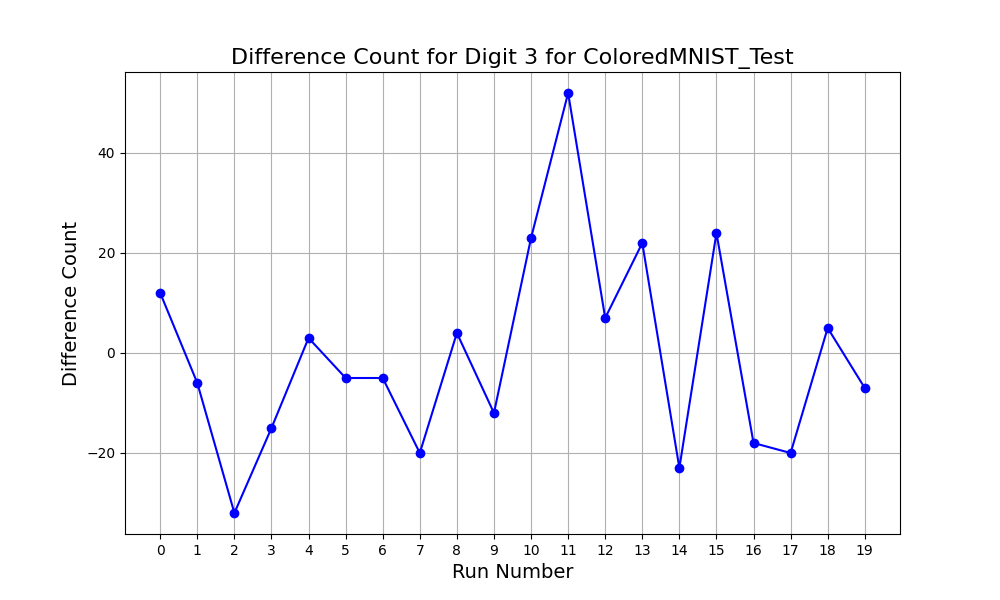 Difference Count for Digit 3 for ColoredMNIST_Test
Difference Count
40
20
0
−20
0 1 2 3 4 5 6 7 8 9 10 11 12 13 14 15 16 17 18 19
Run Number